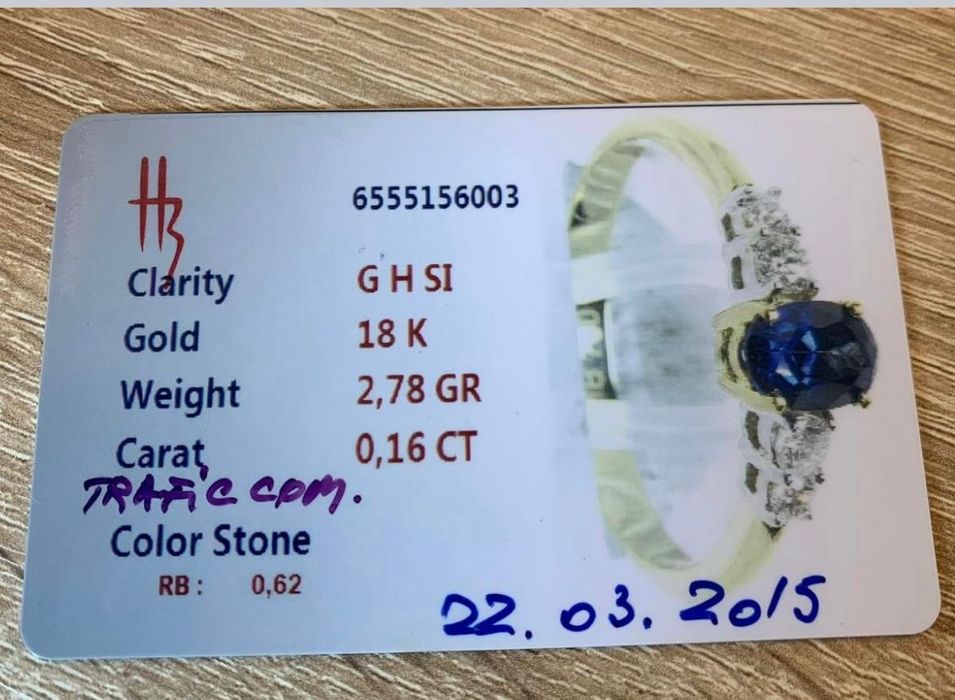 HB
6555156003
Clarity G H SI
Gold 18 K
Weight 2,78 GR
Carat 0,16 CT
TRAFiC COM.
Color Stone
RB : 0,62
22.03.2015